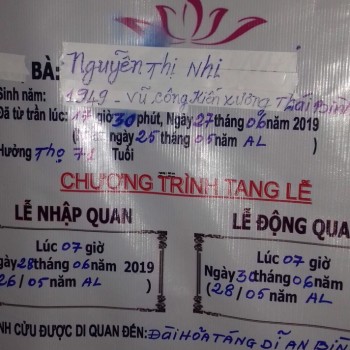 BÀ: Nguyễn Thị Nhi
Sinh năm: 1949 - Vũ Công Kiến Xương Thái Bình
Đã từ trần lúc: 17 giờ 30 phút, Ngày 27 tháng 06 năm 2019
ngày 25 tháng 05 năm AL )
Hưởng Thọ 71 Tuổi
CHƯƠNG TRÌNH TANG LỄ
LỄ NHẬP QUAN
Lúc 07 giờ
gày 28 tháng 06 năm 2019
26 / 05 năm AL )
LỄ ĐỘNG QUA
Lúc 07 giờ
Ngày 30 tháng 06 năm
( 28 / 05 năm AL
NH CỬU ĐƯỢC DI QUAN ĐẾN: ĐÀI HỎA TÁNG DĨ AN BÌN